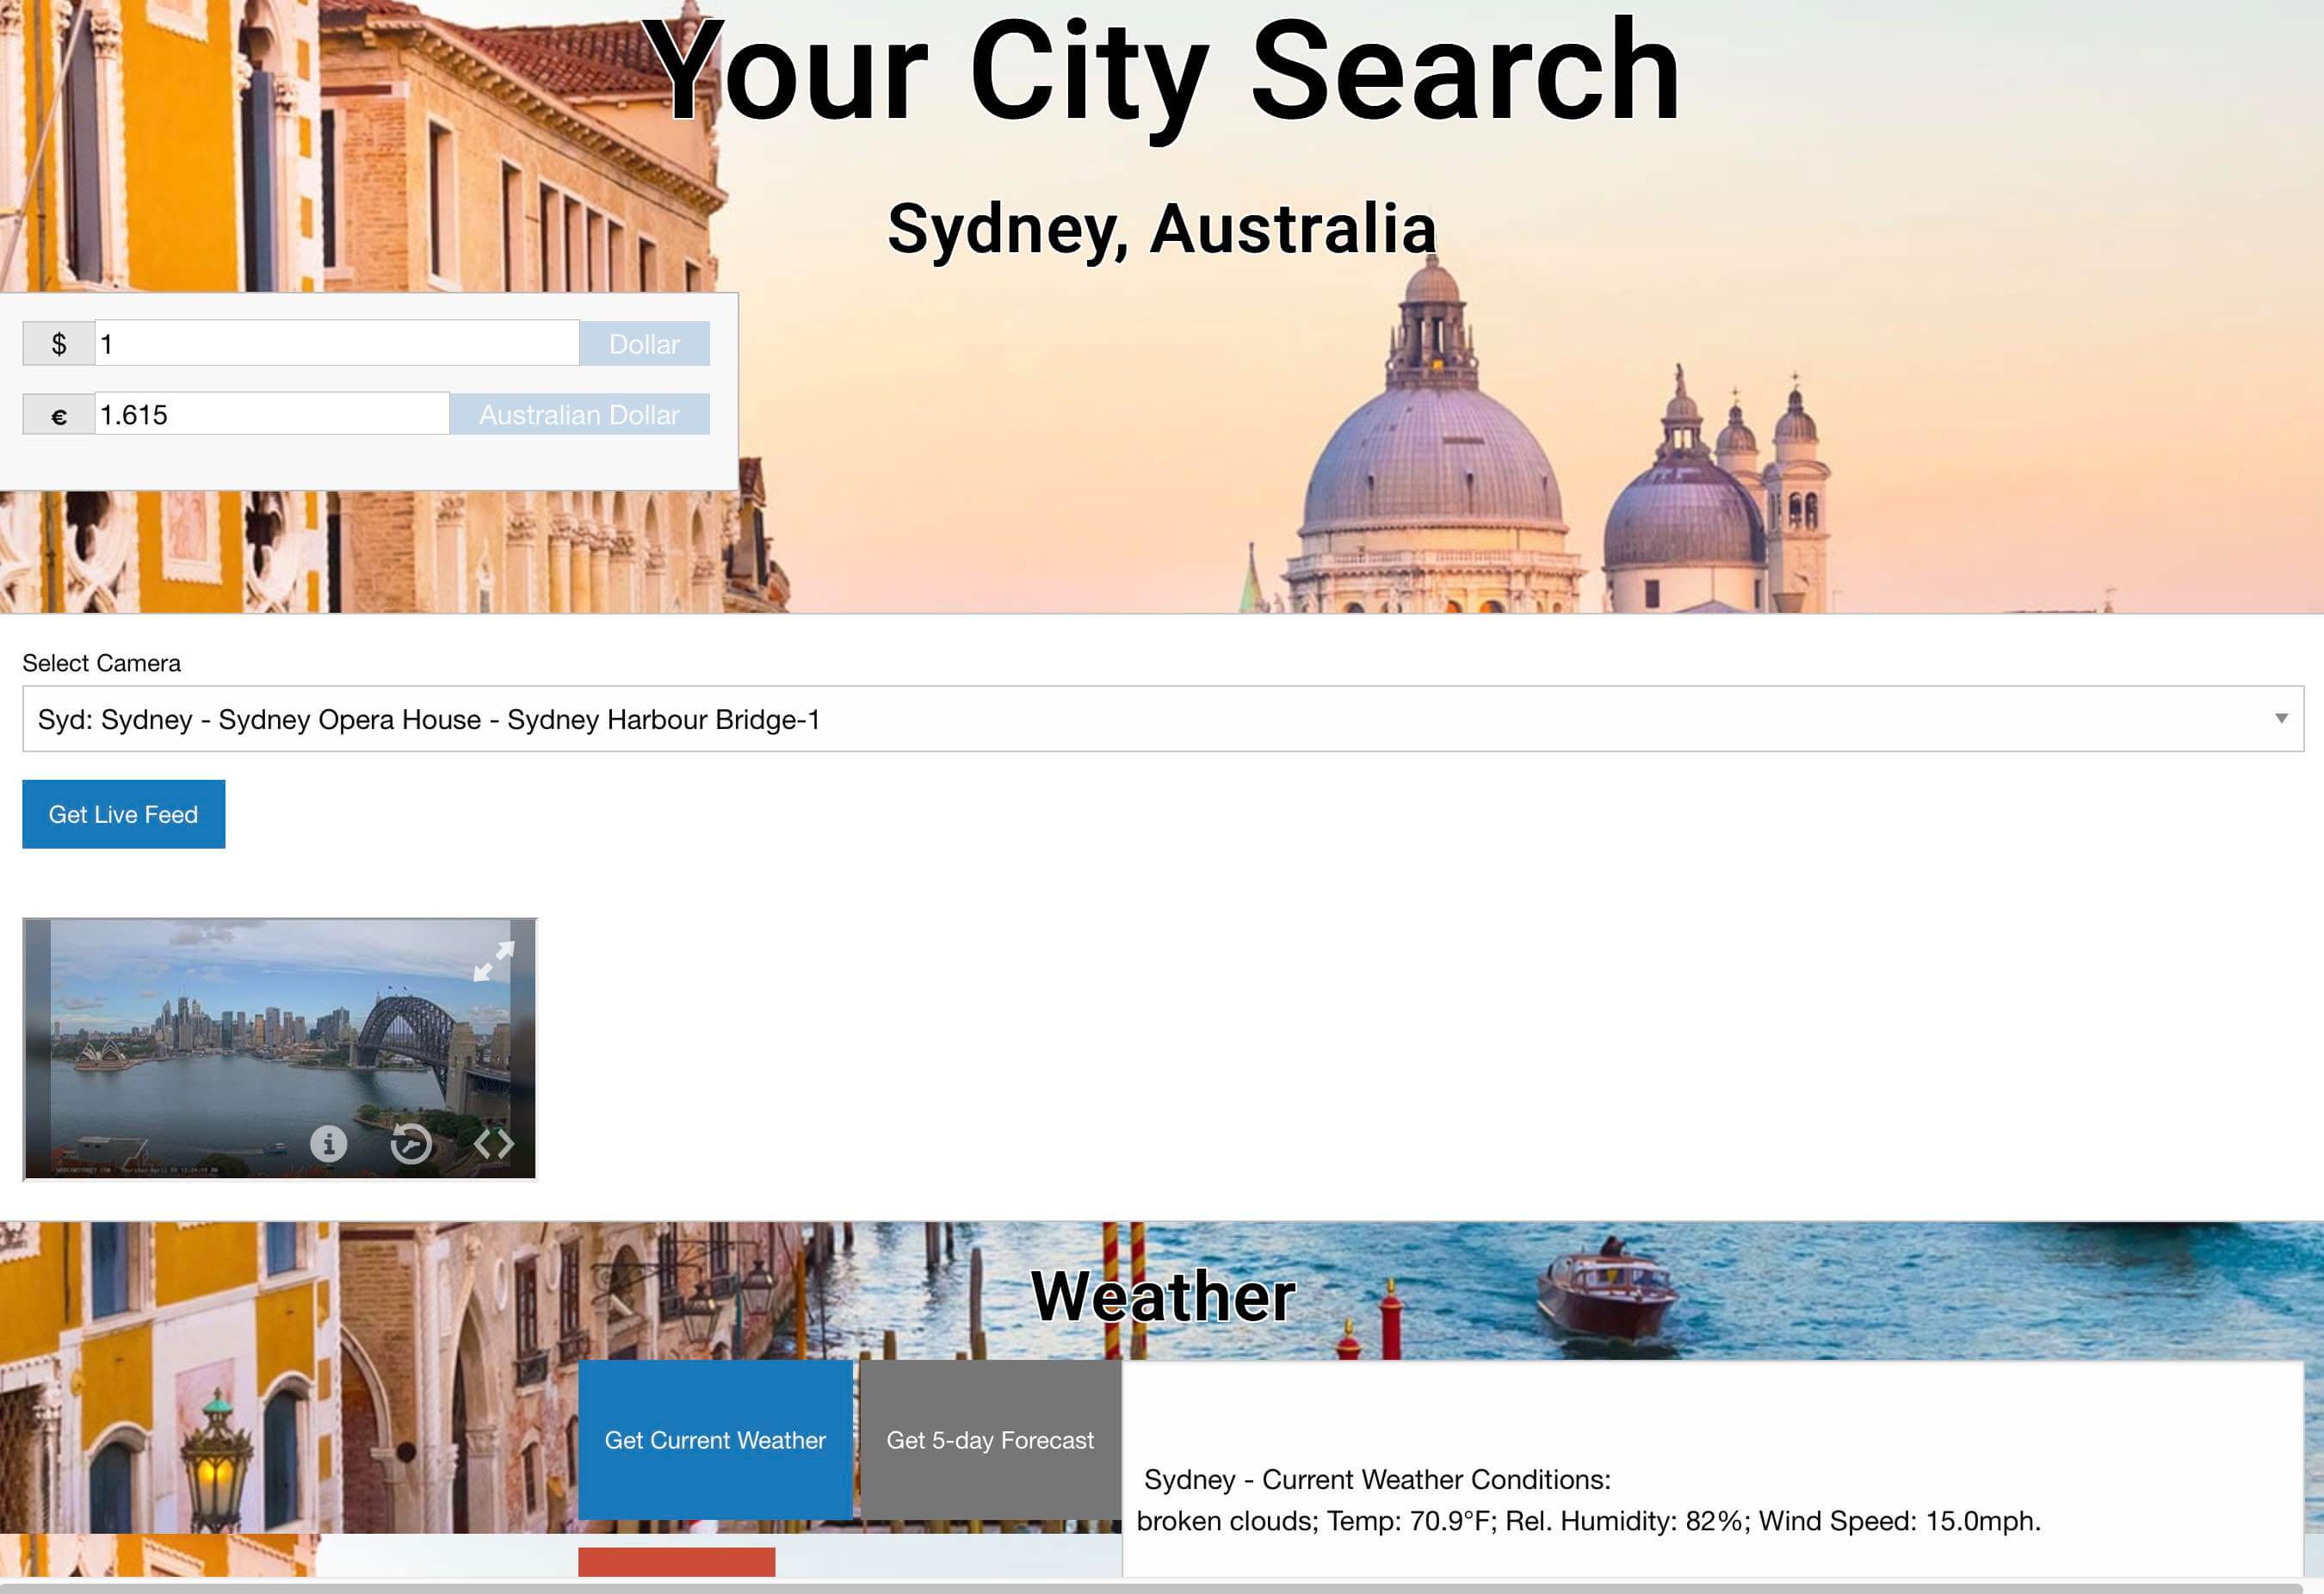 Your City Search
Sydney, Australia
$ 1 Dollar
€ 1.615 Australian Dollar
Select Camera
Syd: Sydney - Sydney Opera House - Sydney Harbour Bridge-1
Get Live Feed
Weather
Get Current Weather
Get 5-day Forecast
Sydney - Current Weather Conditions:
broken clouds; Temp: 70.9°F; Rel. Humidity: 82%; Wind Speed: 15.0mph.